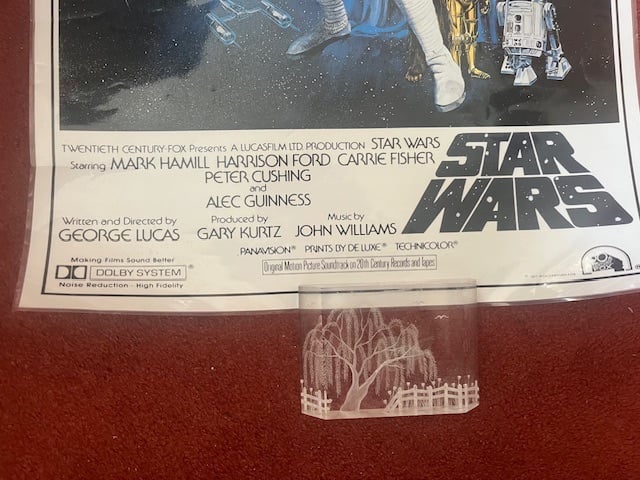 TWENTIETH CENTURY-FOX Presents A LUCASFILM LTD. PRODUCTION STAR WARS
Starring MARK HAMILL HARRISON FORD CARRIE FISHER
PETER CUSHING
and
ALEC GUINNESS
Written and Directed by GEORGE LUCAS
Produced by GARY KURTZ
Music by JOHN WILLIAMS
PANAVISION® PRINTS BY DE LUXE® TECHNICOLOR®
Original Motion Picture Soundtrack on 20th Century Records and Tapes
Making Films Sound Better
DOLBY SYSTEM®
Noise Reduction - High Fidelity
STAR
WARS